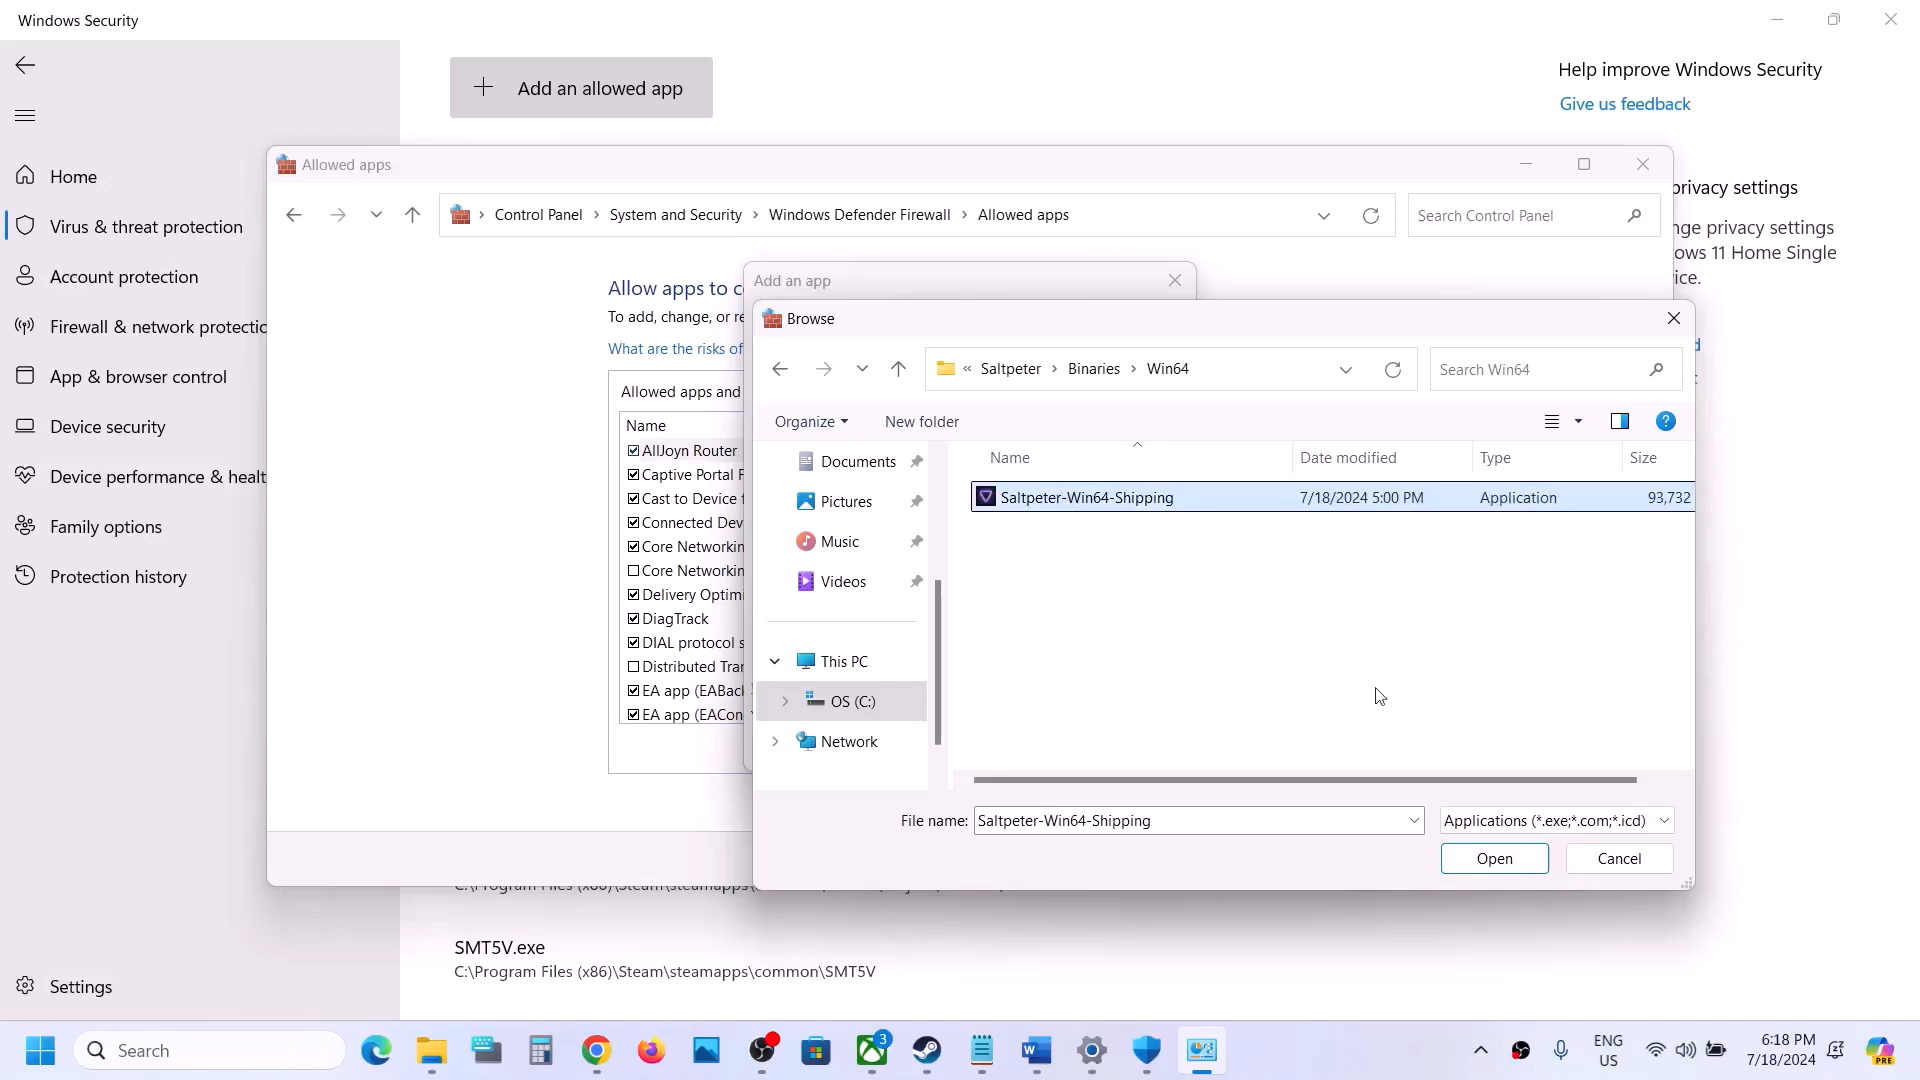 Windows Security
Add an allowed app
Help improve Windows Security
Give us feedback
Home
Virus & threat protection
Account protection
Firewall & network protectio
App & browser control
Device security
Device performance & healt
Family options
Protection history
Settings
privacy settings
nge privacy settings
ows 11 Home Single
ice.
Allowed apps
Control Panel > System and Security > Windows Defender Firewall > Allowed apps
Search Control Panel
Allow apps to c
To add, change, or re
What are the risks of
Allowed apps and
Name
AllJoyn Router
Captive Portal F
Cast to Device f
Connected Dev
Core Networkin
Core Networkin
Delivery Optimi
DiagTrack
DIAL protocol s
Distributed Tran
EA app (EABack
EA app (EACon
Add an app
Browse
« Saltpeter > Binaries > Win64
Search Win64
Organize
New folder
Documents
Pictures
Music
Videos
This PC
OS (C:)
Network
Name Date modified Type Size
Saltpeter-Win64-Shipping 7/18/2024 5:00 PM Application 93,732
File name: Saltpeter-Win64-Shipping
Applications (*.exe;*.com;*.icd)
Open
Cancel
SMT5V.exe
C:\Program Files (x86)\Steam\steamapps\common\SMT5V
Search
3
ENG
US
6:18 PM
7/18/2024
PRE